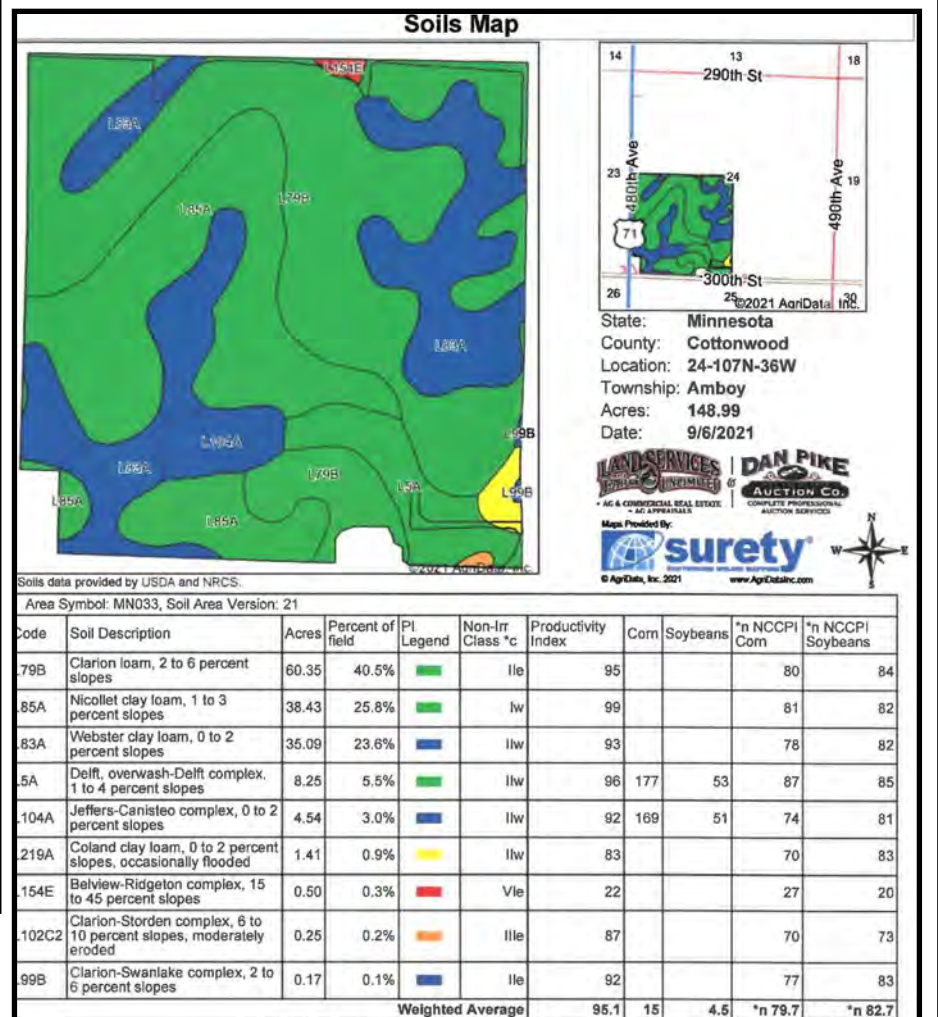 Soils Map
L154E
L83A
L85A
L79B
L83A
L99B
L104A
L83A
L79B
L5A
L99B
L85A
L85A
©2021 AgriData, Inc.
Soils data provided by USDA and NRCS.
14 13 18
290th St
480th Ave
490th Ave
23 24 19
71
300th St
26 25 30
©2021 AgriData, Inc.
State: Minnesota
County: Cottonwood
Location: 24-107N-36W
Township: Amboy
Acres: 148.99
Date: 9/6/2021
LAND SERVICES
UNLIMITED
• AG & COMMERCIAL REAL ESTATE
• AG APPRAISALS
&
DAN PIKE
AUCTION CO.
COMPLETE PROFESSIONAL
AUCTION SERVICES
Maps Provided By:
surety®
© AgriData, Inc. 2021 www.AgriDataInc.com
N
W E
S
Area Symbol: MN033, Soil Area Version: 21
Code Soil Description Acres Percent of field PI Legend Non-Irr Class *c Productivity Index Corn Soybeans *n NCCPI Corn *n NCCPI Soybeans
L79B Clarion loam, 2 to 6 percent slopes 60.35 40.5% IIe 95 80 84
L85A Nicollet clay loam, 1 to 3 percent slopes 38.43 25.8% Iw 99 81 82
L83A Webster clay loam, 0 to 2 percent slopes 35.09 23.6% IIw 93 78 82
L5A Delft, overwash-Delft complex, 1 to 4 percent slopes 8.25 5.5% IIw 96 177 53 87 85
L104A Jeffers-Canisteo complex, 0 to 2 percent slopes 4.54 3.0% IIw 92 169 51 74 81
L219A Coland clay loam, 0 to 2 percent slopes, occasionally flooded 1.41 0.9% IIw 83 70 83
L154E Belview-Ridgeton complex, 15 to 45 percent slopes 0.50 0.3% VIe 22 27 20
L102C2 Clarion-Storden complex, 6 to 10 percent slopes, moderately eroded 0.25 0.2% IIIe 87 70 73
L99B Clarion-Swanlake complex, 2 to 6 percent slopes 0.17 0.1% IIe 92 77 83
Weighted Average 95.1 15 4.5 *n 79.7 *n 82.7